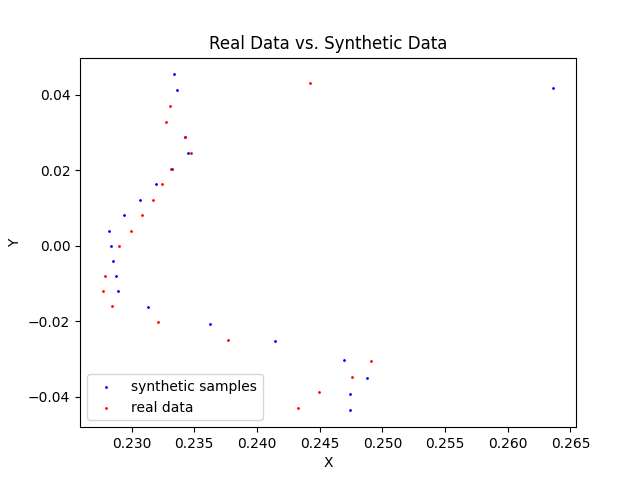 Real Data vs. Synthetic Data
Y
0.04
0.02
0.00
−0.02
−0.04
synthetic samples
real data
0.230 0.235 0.240 0.245 0.250 0.255 0.260 0.265
X